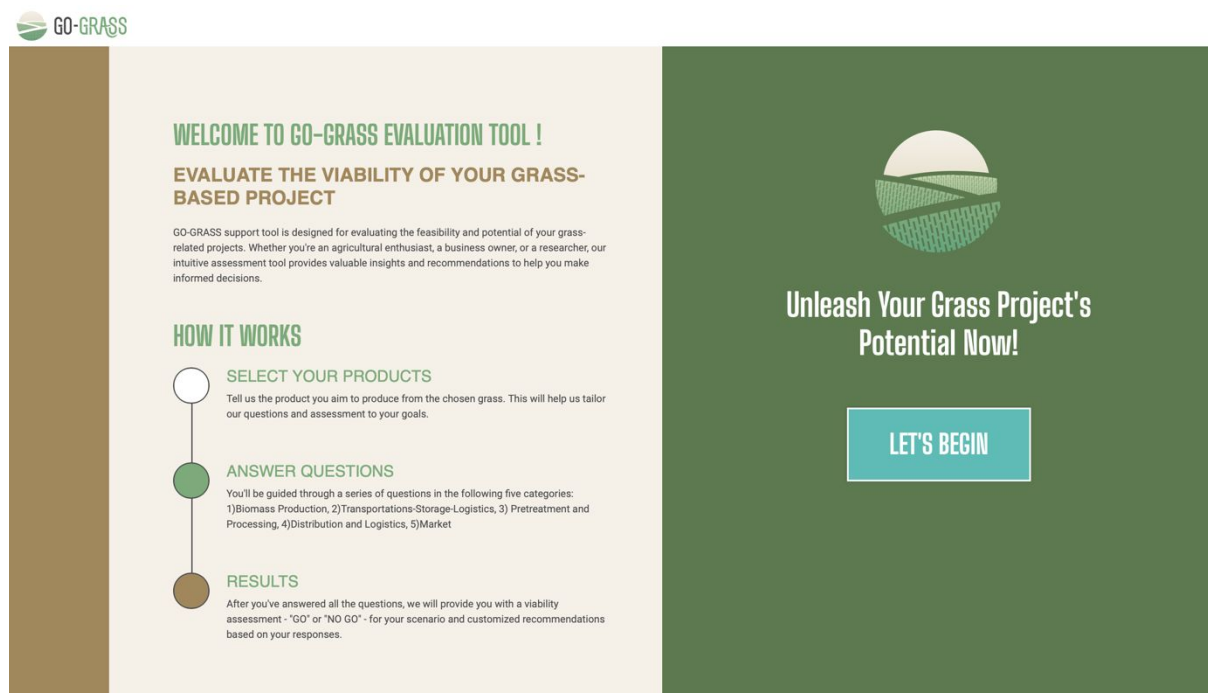 GO-GRASS
WELCOME TO GO-GRASS EVALUATION TOOL !
EVALUATE THE VIABILITY OF YOUR GRASS-
BASED PROJECT
GO-GRASS support tool is designed for evaluating the feasibility and potential of your grass-
related projects. Whether you're an agricultural enthusiast, a business owner, or a researcher, our
intuitive assessment tool provides valuable insights and recommendations to help you make
informed decisions.
HOW IT WORKS
SELECT YOUR PRODUCTS
Tell us the product you aim to produce from the chosen grass. This will help us tailor
our questions and assessment to your goals.
ANSWER QUESTIONS
You'll be guided through a series of questions in the following five categories:
1)Biomass Production, 2)Transportations-Storage-Logistics, 3) Pretreatment and
Processing, 4)Distribution and Logistics, 5)Market
RESULTS
After you've answered all the questions, we will provide you with a viability
assessment - "GO" or "NO GO" - for your scenario and customized recommendations
based on your responses.
Unleash Your Grass Project's
Potential Now!
LET'S BEGIN